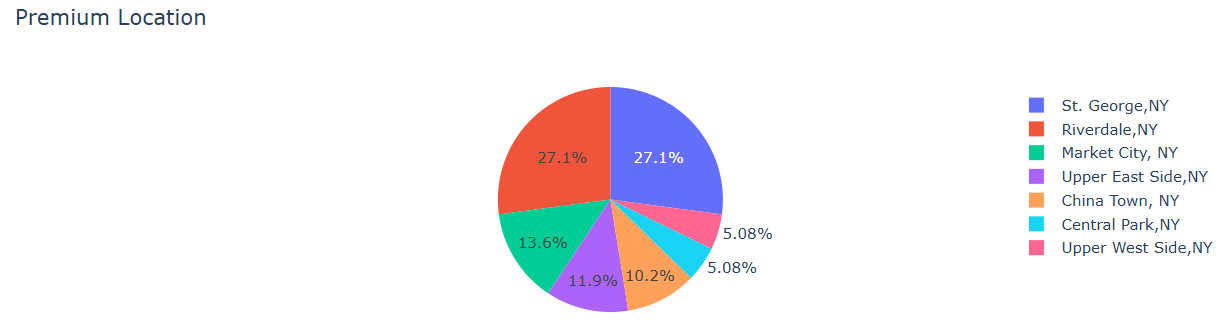 Premium Location
27.1%
27.1%
13.6%
11.9%
10.2%
5.08%
5.08%
St. George,NY
Riverdale,NY
Market City, NY
Upper East Side,NY
China Town, NY
Central Park,NY
Upper West Side,NY